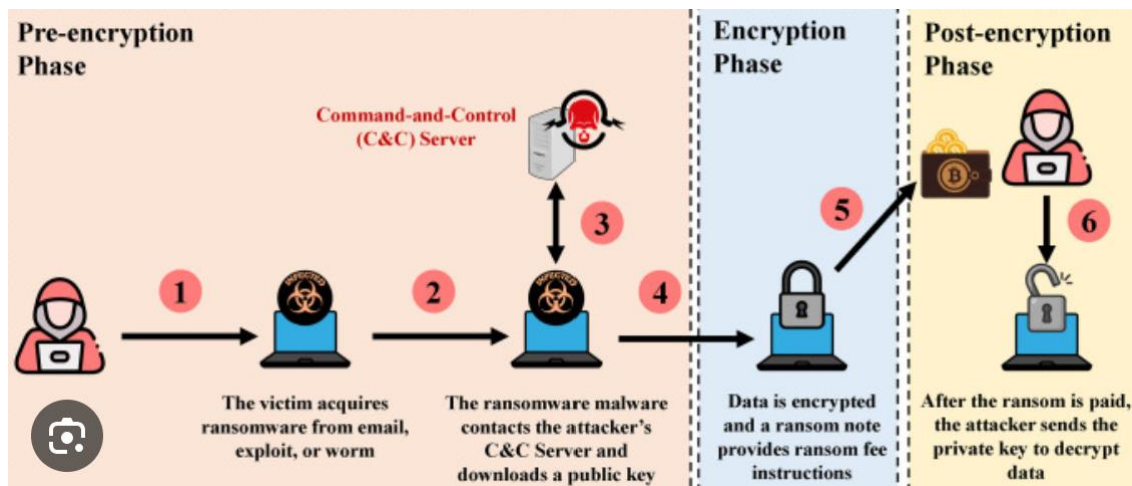 Pre-encryption
Phase
Encryption
Phase
Post-encryption
Phase
Command-and-Control
(C&C) Server
3
5
6
1
2
4
INFECTED
INFECTED
The victim acquires
ransomware from email,
exploit, or worm
The ransomware malware
contacts the attacker's
C&C Server and
downloads a public key
Data is encrypted
and a ransom note
provides ransom fee
instructions
After the ransom is paid,
the attacker sends the
private key to decrypt
data